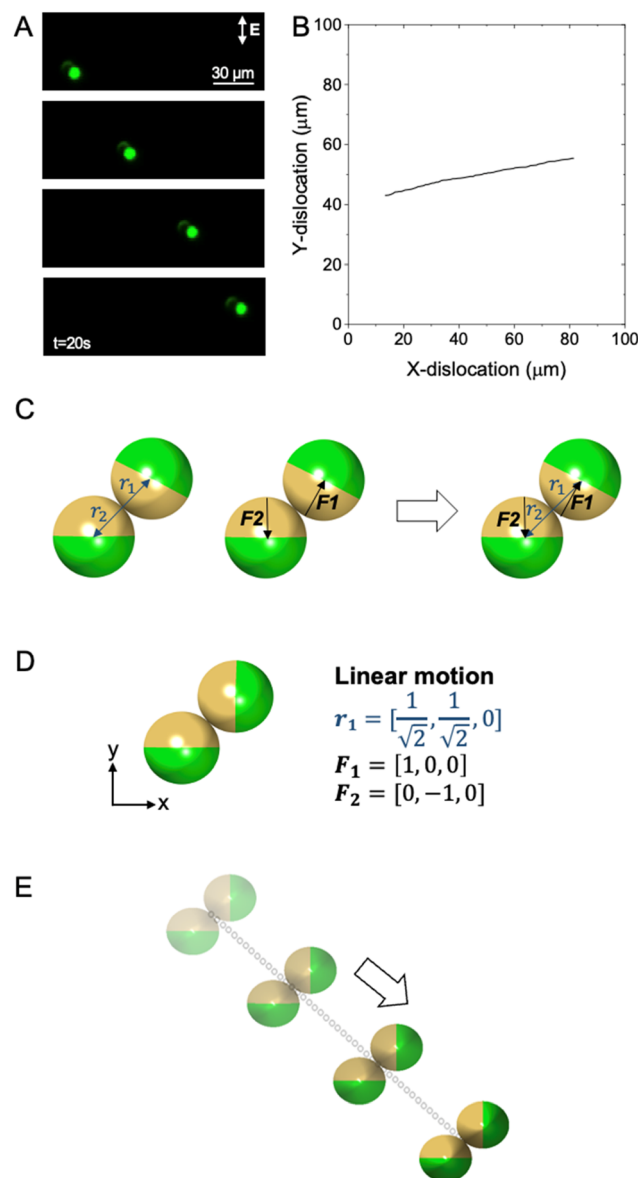 A
E
30 μm
t=20s
B
Y-dislocation (μm)
100
80
60
40
20
0
0 20 40 60 80 100
X-dislocation (μm)
C
r₁
r₂
F2
F1
r₁
F2
r₂
F1
D
y
x
Linear motion
r₁ = [1/√2, 1/√2, 0]
F₁ = [1, 0, 0]
F₂ = [0, −1, 0]
E